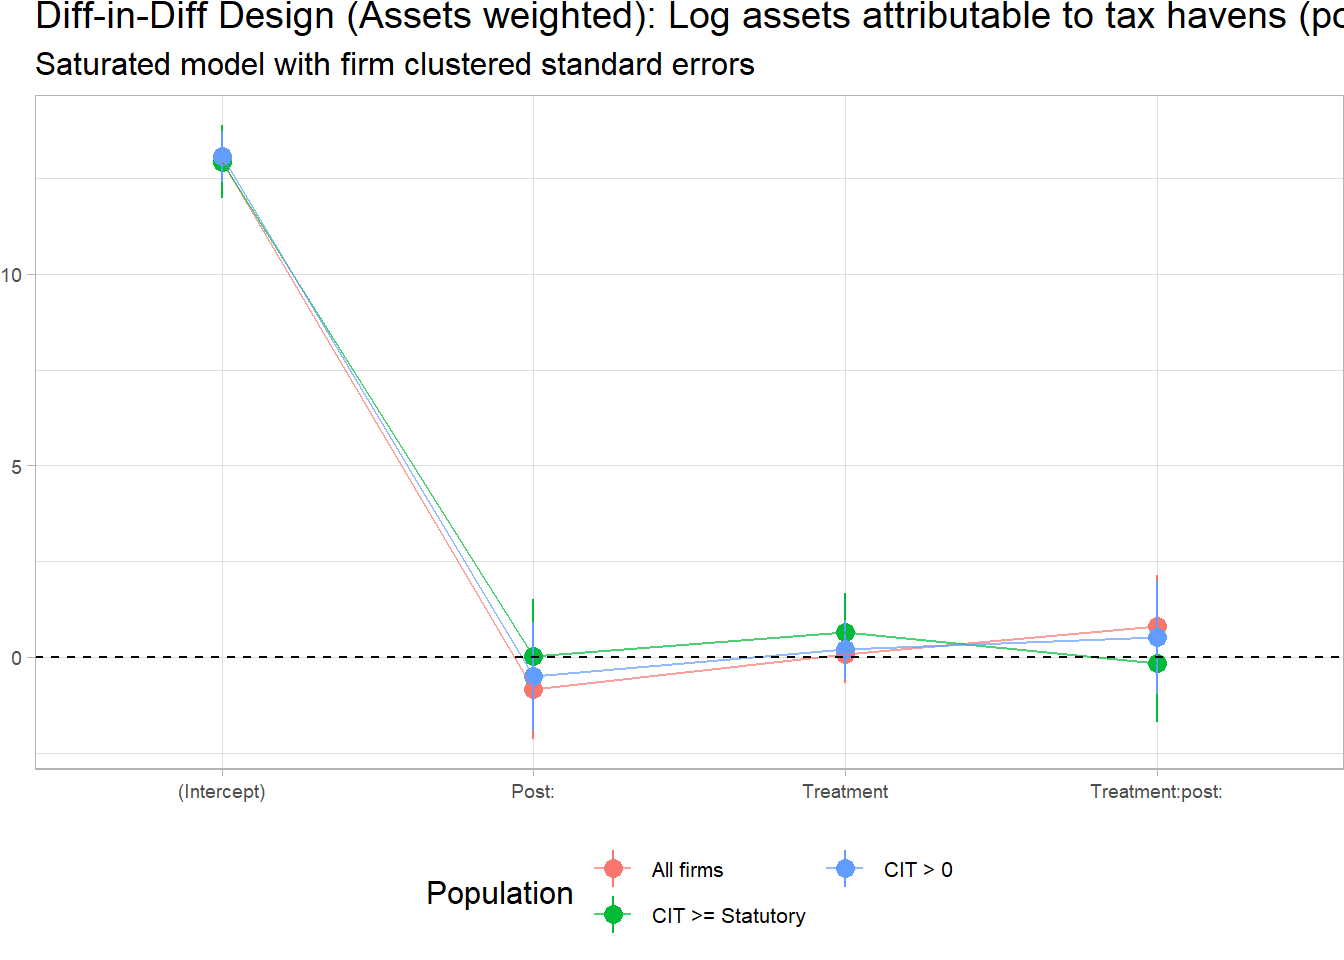 Diff-in-Diff Design (Assets weighted): Log assets attributable to tax havens (po
Saturated model with firm clustered standard errors
10
5
0
(Intercept) Post: Treatment Treatment:post:
Population
All firms CIT > 0
CIT >= Statutory